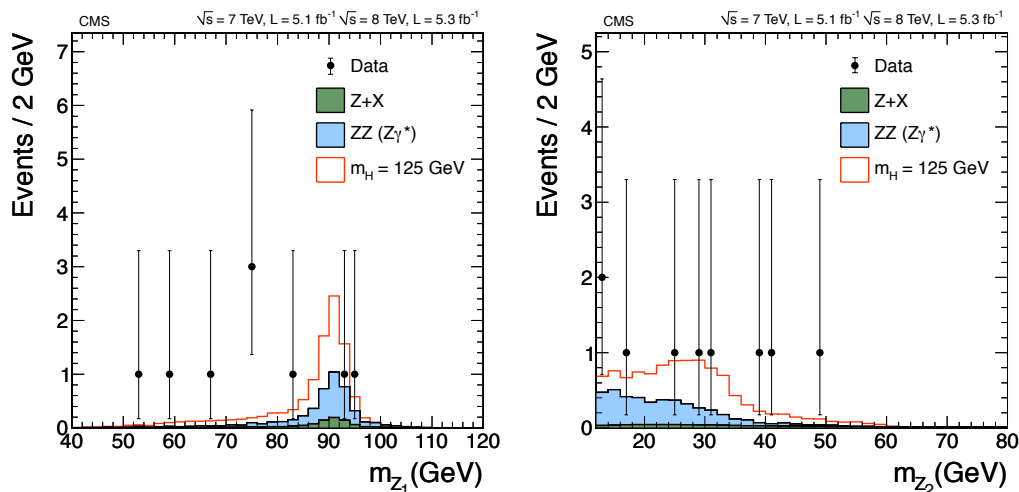 CMS √s = 7 TeV, L = 5.1 fb⁻¹ √s = 8 TeV, L = 5.3 fb⁻¹
Events / 2 GeV
7
6
5
4
3
2
1
0
Data
Z+X
ZZ (Zγ*)
m_H = 125 GeV
40 50 60 70 80 90 100 110 120
m_Z₁(GeV)
CMS √s = 7 TeV, L = 5.1 fb⁻¹ √s = 8 TeV, L = 5.3 fb⁻¹
Events / 2 GeV
5
4
3
2
1
0
Data
Z+X
ZZ (Zγ*)
m_H = 125 GeV
20 30 40 50 60 70 80
m_Z₂(GeV)